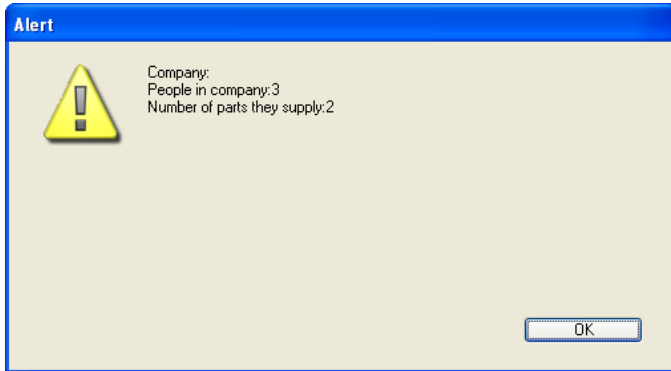 Alert
Company:
People in company:3
Number of parts they supply:2
OK